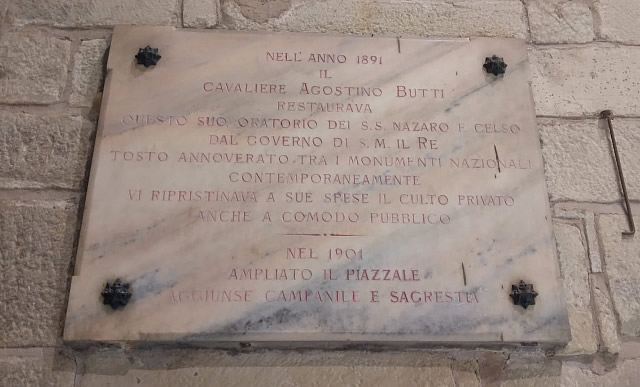 NELL' ANNO 1891
IL
CAVALIERE AGOSTINO BUTTI
RESTAURAVA
QUESTO SUO ORATORIO DEI S.S. NAZARO E CELSO
DAL GOVERNO DI S.M. IL RE
TOSTO ANNOVERATO TRA I MONUMENTI NAZIONALI
CONTEMPORANEAMENTE
VI RIPRISTINAVA A SUE SPESE IL CULTO PRIVATO
ANCHE A COMODO PUBBLICO
NEL 1901
AMPLIATO IL PIAZZALE
AGGIUNSE CAMPANILE E SAGRESTIA